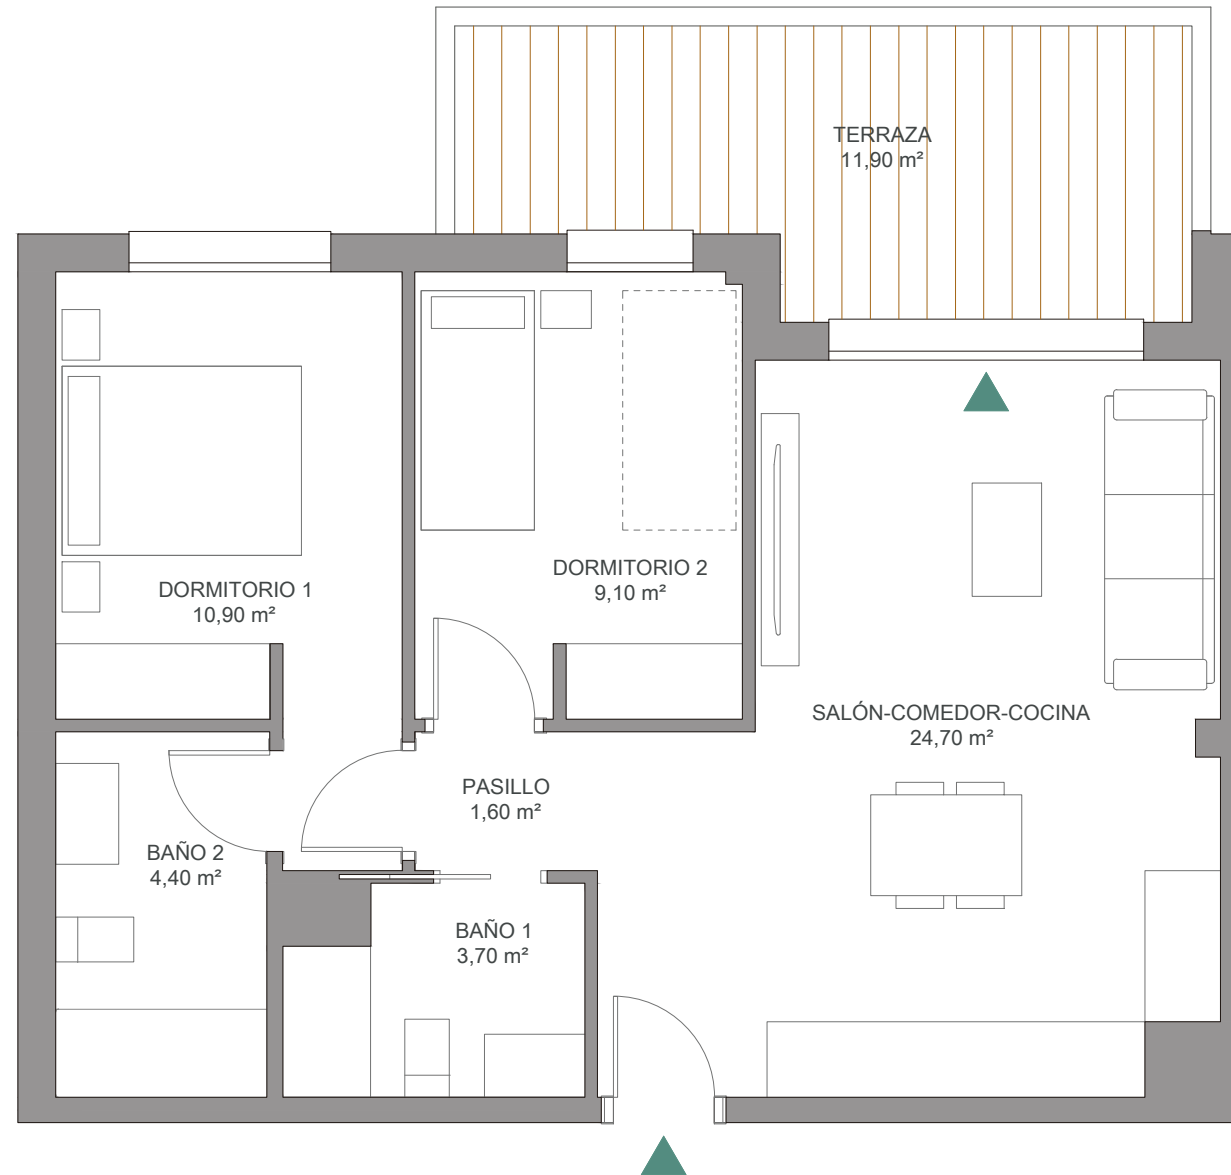 TERRAZA
11,90 m²
DORMITORIO 1
10,90 m²
DORMITORIO 2
9,10 m²
SALÓN-COMEDOR-COCINA
24,70 m²
PASILLO
1,60 m²
BAÑO 2
4,40 m²
BAÑO 1
3,70 m²